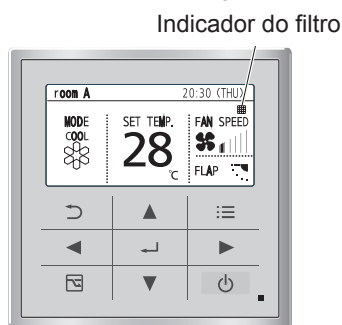 Indicador do filtro
room A 20:30 (THU)
MODE SET TEMP. FAN SPEED
COOL 28 °C
FLAP